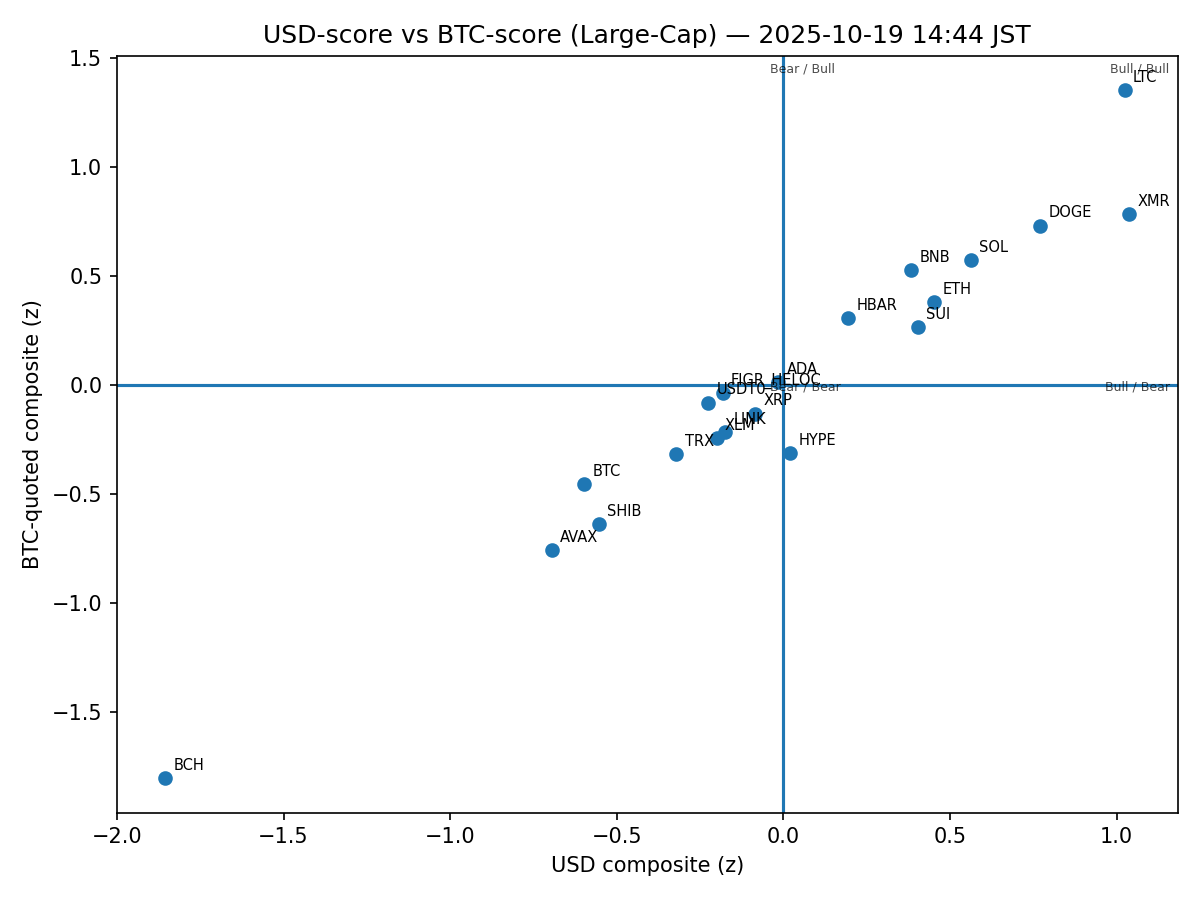 USD-score vs BTC-score (Large-Cap) — 2025-10-19 14:44 JST
1.5
Bear / Bull
Bull / Bull
LTC
1.0
XMR
DOGE
SOL
0.5
BNB
ETH
HBAR
SUI
ADA
0.0
FIGR_HELOC
USDT0
Bear / Bear
Bull / Bear
XRP
LINK
XLM
TRX
HYPE
BTC
−0.5
SHIB
AVAX
−1.0
−1.5
BCH
−2.0
−1.5
−1.0
−0.5
0.0
0.5
1.0
USD composite (z)
BTC-quoted composite (z)